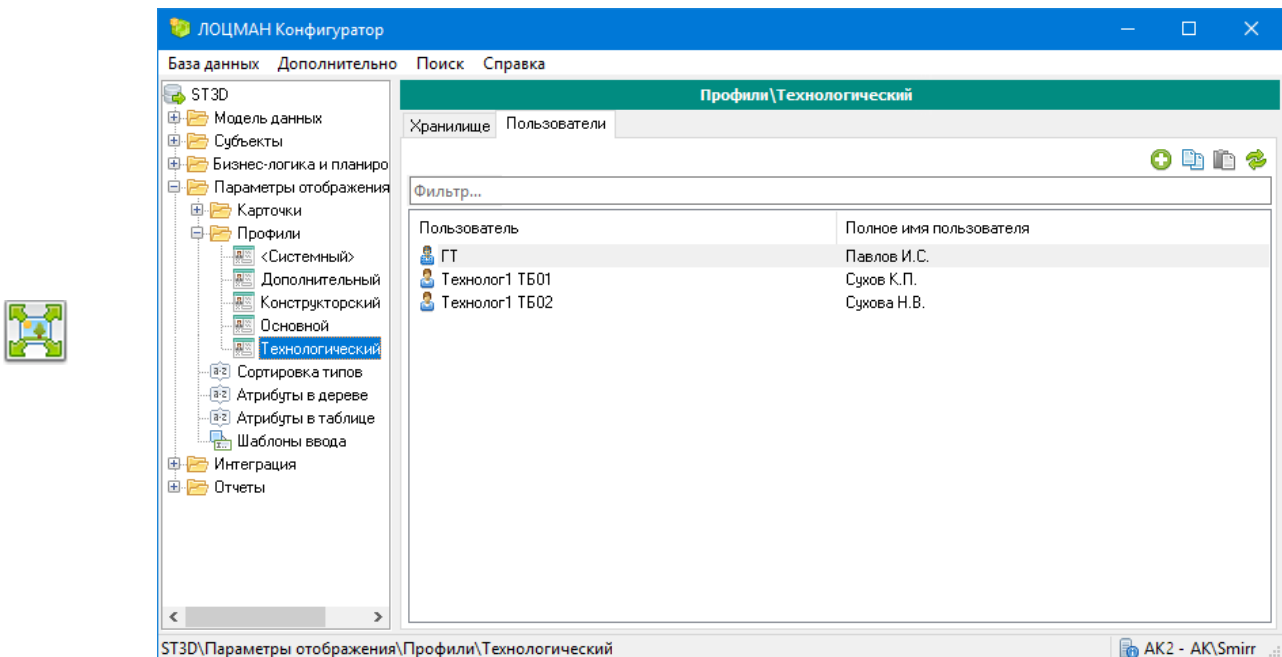 ЛОЦМАН Конфигуратор
База данных Дополнительно Поиск Справка
ST3D
Модель данных
Субъекты
Бизнес-логика и планиро
Параметры отображения
Карточки
Профили
<Системный>
Дополнительный
Конструкторский
Основной
Технологический
Сортировка типов
Атрибуты в дереве
Атрибуты в таблице
Шаблоны ввода
Интеграция
Отчеты
Профили\Технологический
Хранилище Пользователи
Фильтр...
Пользователь Полное имя пользователя
ГТ Павлов И.С.
Технолог1 ТБ01 Сухов К.П.
Технолог1 ТБ02 Сухова Н.В.
ST3D\Параметры отображения\Профили\Технологический
AK2 - AK\Smirr